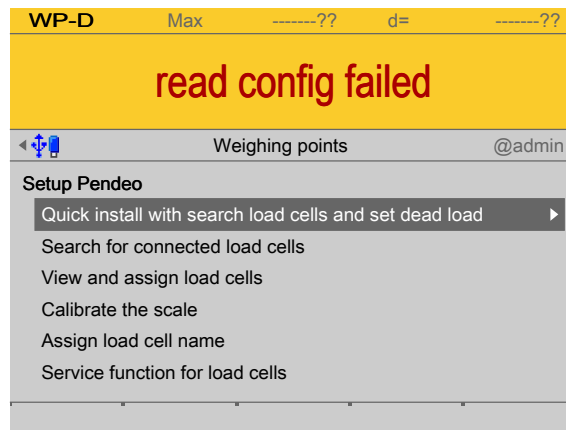 WP-D Max -------?? d= -------??
read config failed
Weighing points @admin
Setup Pendeo
Quick install with search load cells and set dead load
Search for connected load cells
View and assign load cells
Calibrate the scale
Assign load cell name
Service function for load cells